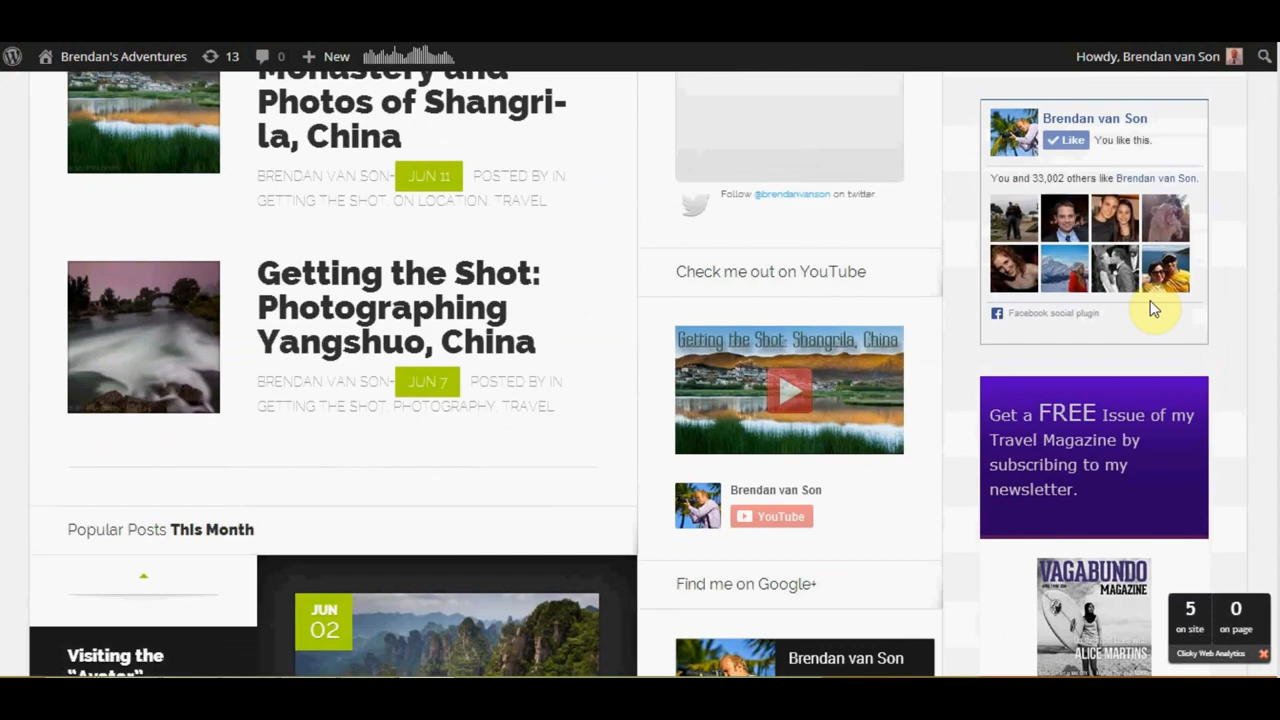 Brendan's Adventures 13 0 New Howdy, Brendan van Son
Monastery and
Photos of Shangri-
la, China
BRENDAN VAN SON- JUN 11 POSTED BY IN
GETTING THE SHOT, ON LOCATION, TRAVEL
Getting the Shot:
Photographing
Yangshuo, China
BRENDAN VAN SON- JUN 7 POSTED BY IN
GETTING THE SHOT, PHOTOGRAPHY, TRAVEL
Popular Posts This Month
Visiting the
"Avatar"
JUN
02
Follow @brendanvanson on twitter
Check me out on YouTube
Getting the Shot: Shangrila, China
Brendan van Son
YouTube
Find me on Google+
Brendan van Son
Brendan van Son
Like You like this.
You and 33,002 others like Brendan van Son.
Facebook social plugin
Get a FREE Issue of my
Travel Magazine by
subscribing to my
newsletter.
VAGABUNDO
MAGAZINE
ALICE MARTINS
5 0
on site on page
Clicky Web Analytics